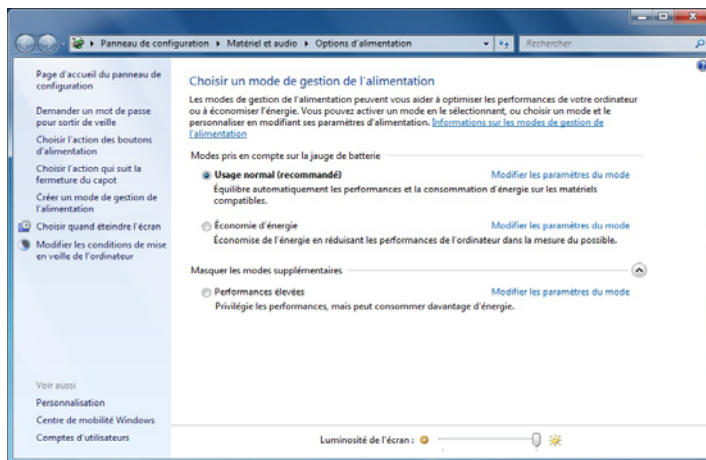 Panneau de configuration ▸ Matériel et audio ▸ Options d'alimentation
Rechercher
Page d'accueil du panneau de
configuration
Demander un mot de passe
pour sortir de veille
Choisir l'action des boutons
d'alimentation
Choisir l'action qui suit la
fermeture du capot
Créer un mode de gestion de
l'alimentation
Choisir quand éteindre l'écran
Modifier les conditions de mise
en veille de l'ordinateur
Voir aussi
Personnalisation
Centre de mobilité Windows
Comptes d'utilisateurs
Choisir un mode de gestion de l'alimentation
Les modes de gestion de l'alimentation peuvent vous aider à optimiser les performances de votre ordinateur
ou à économiser l'énergie. Vous pouvez activer un mode en le sélectionnant, ou choisir un mode et le
personnaliser en modifiant ses paramètres d'alimentation. Informations sur les modes de gestion de
l'alimentation
Modes pris en compte sur la jauge de batterie
Usage normal (recommandé) Modifier les paramètres du mode
Équilibre automatiquement les performances et la consommation d'énergie sur les matériels
compatibles.
Économie d'énergie Modifier les paramètres du mode
Économise de l'énergie en réduisant les performances de l'ordinateur dans la mesure du possible.
Masquer les modes supplémentaires
Performances élevées Modifier les paramètres du mode
Privilégie les performances, mais peut consommer davantage d'énergie.
Luminosité de l'écran :